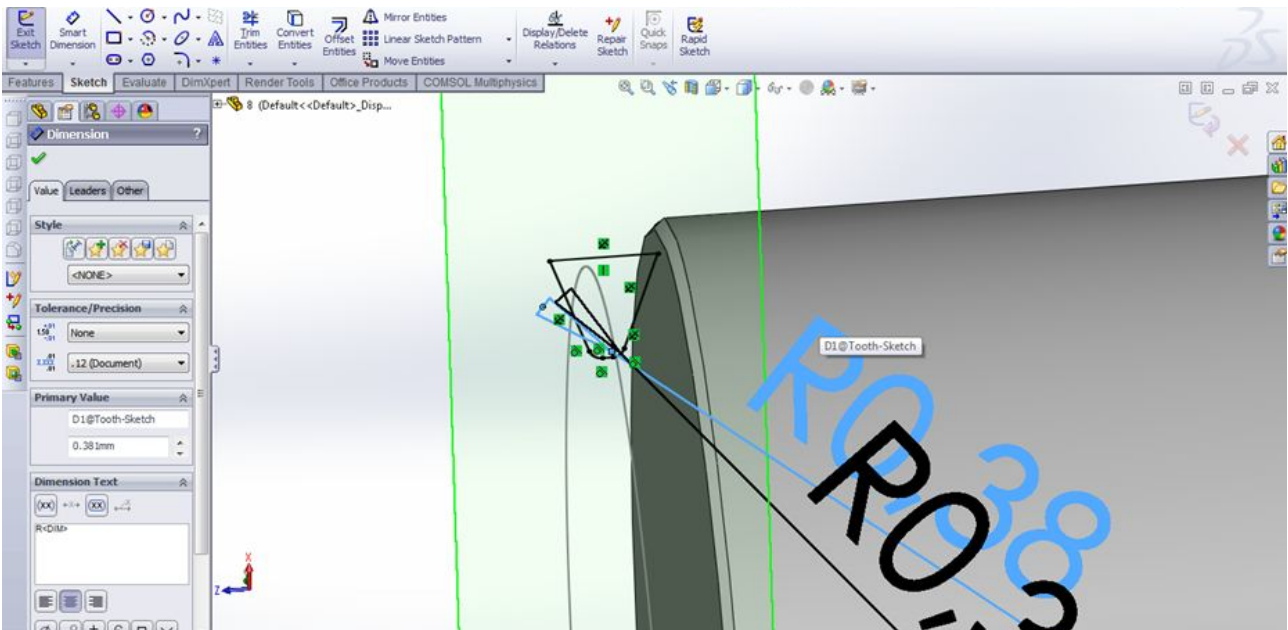 Exit Sketch
Smart Dimension
Trim Entities
Convert Entities
Offset Entities
Mirror Entities
Linear Sketch Pattern
Move Entities
Display/Delete Relations
Repair Sketch
Quick Snaps
Rapid Sketch
Features Sketch Evaluate DimXpert Render Tools Office Products COMSOL Multiphysics
8 (Default<<Default>_Disp...
Dimension ?
Value Leaders Other
Style
<NONE>
Tolerance/Precision
None
.12 (Document)
Primary Value
D1@Tooth-Sketch
0.381mm
Dimension Text
R<DIM>
D1@Tooth-Sketch
R0,38
R0,3
X
Z